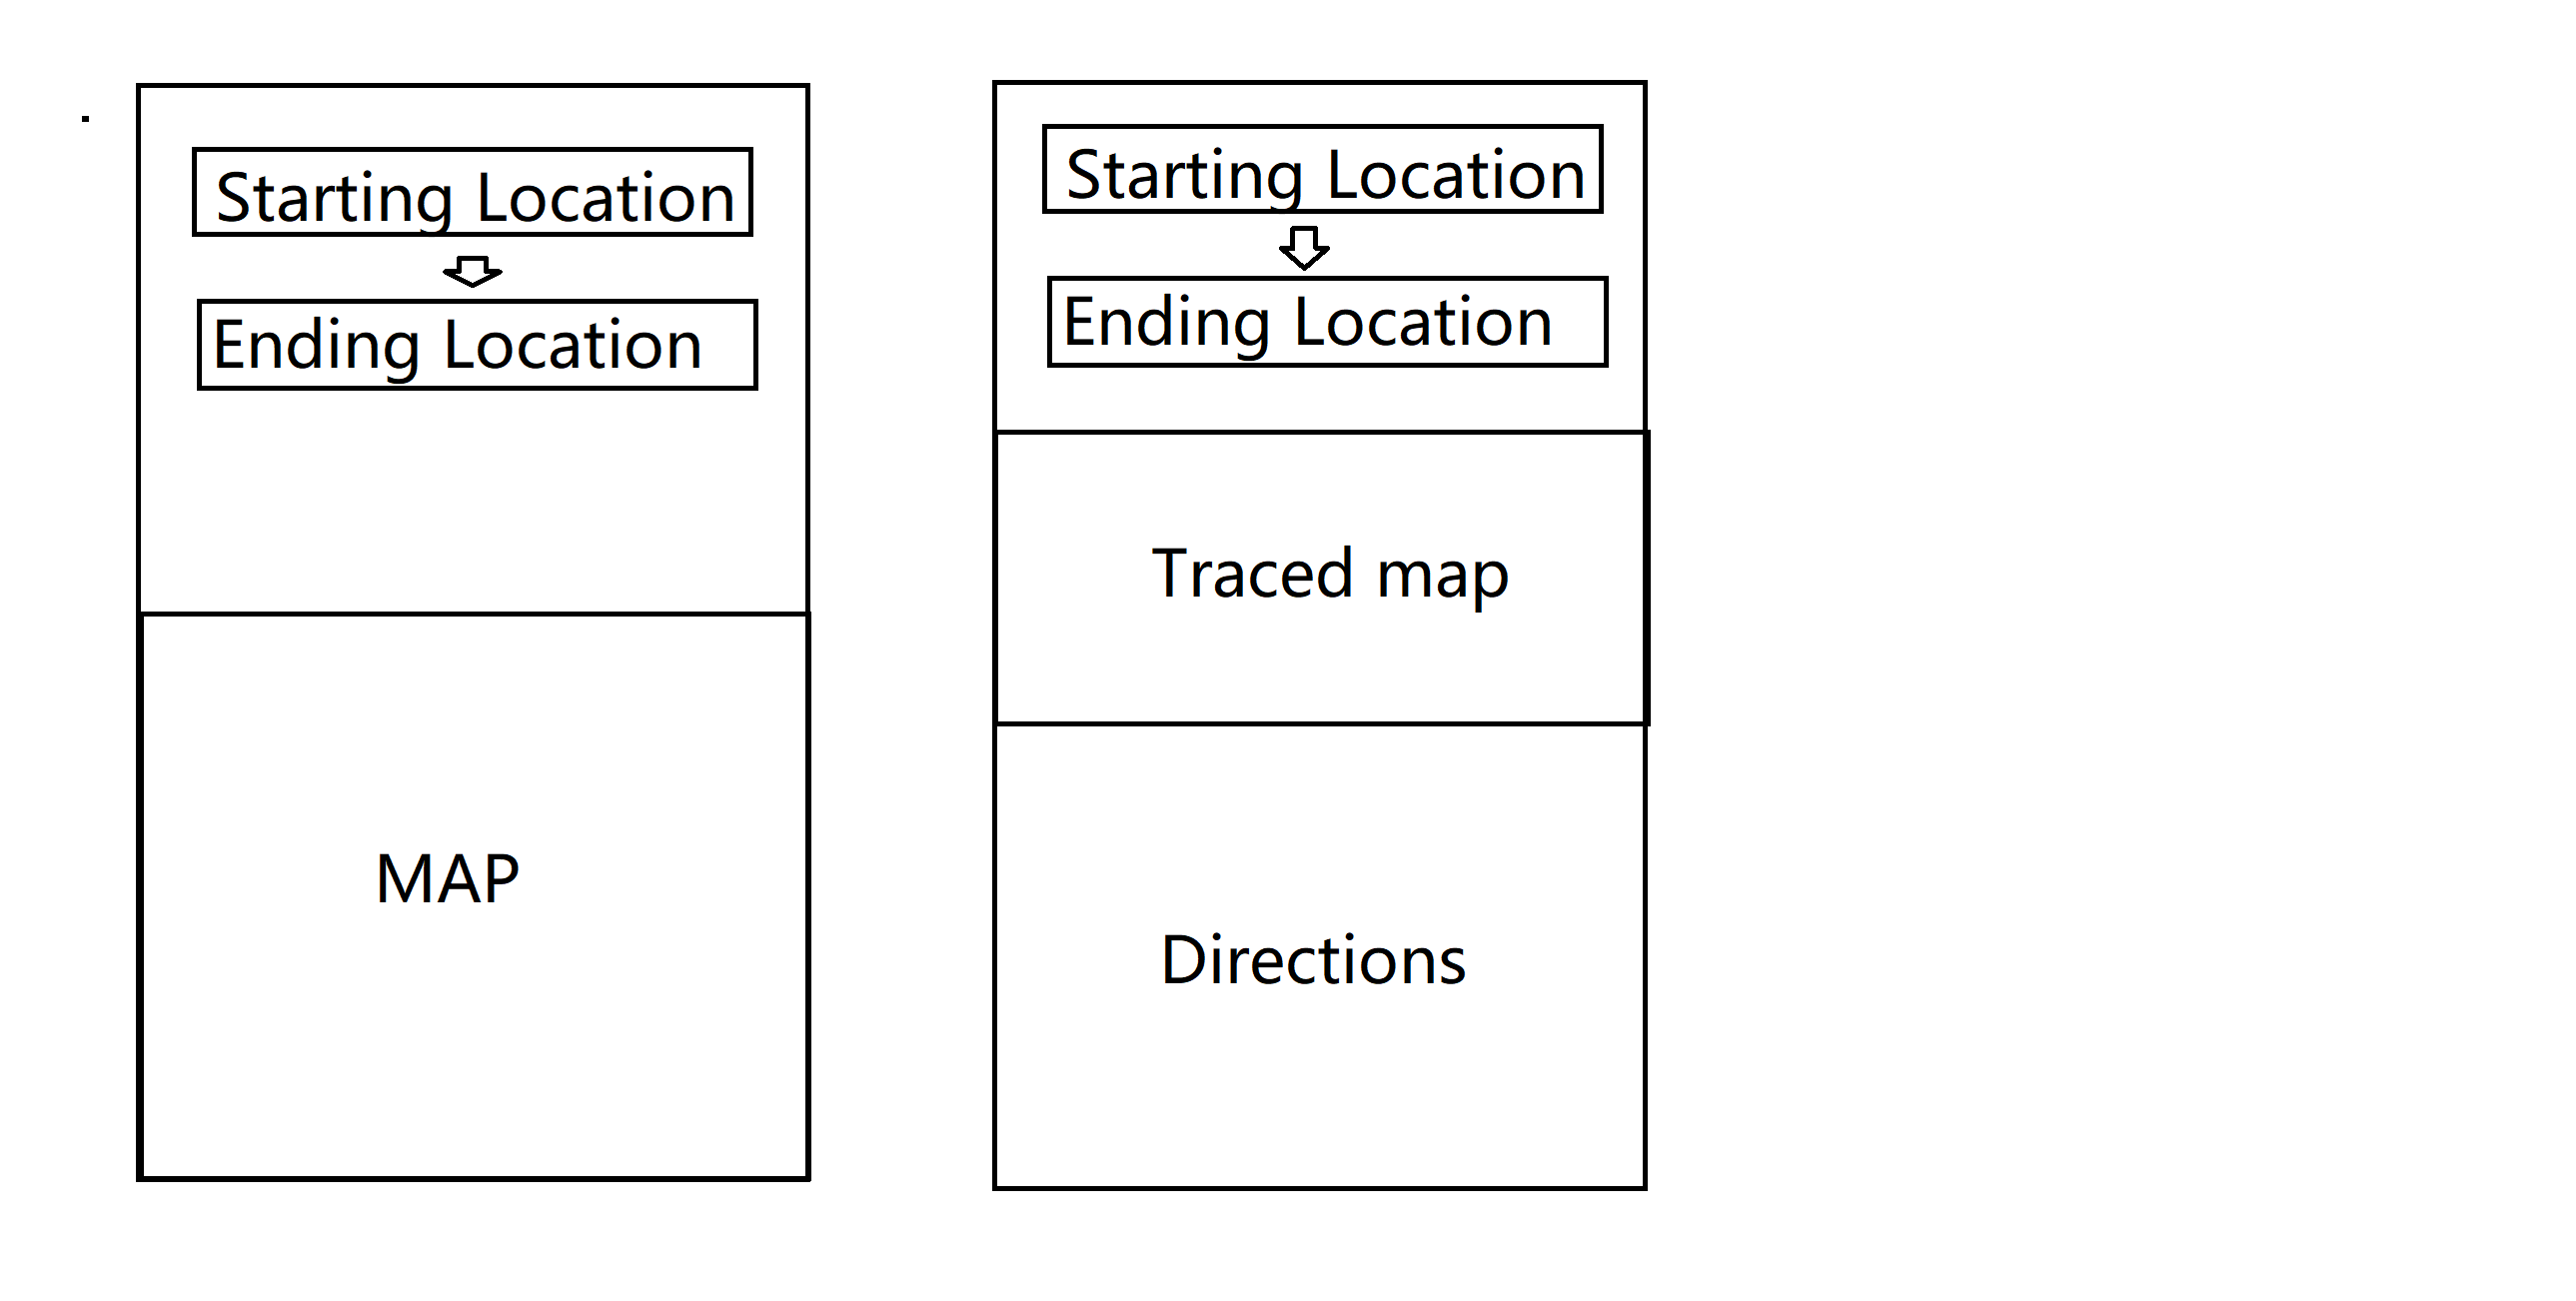 Starting Location
Ending Location
MAP
Starting Location
Ending Location
Traced map
Directions